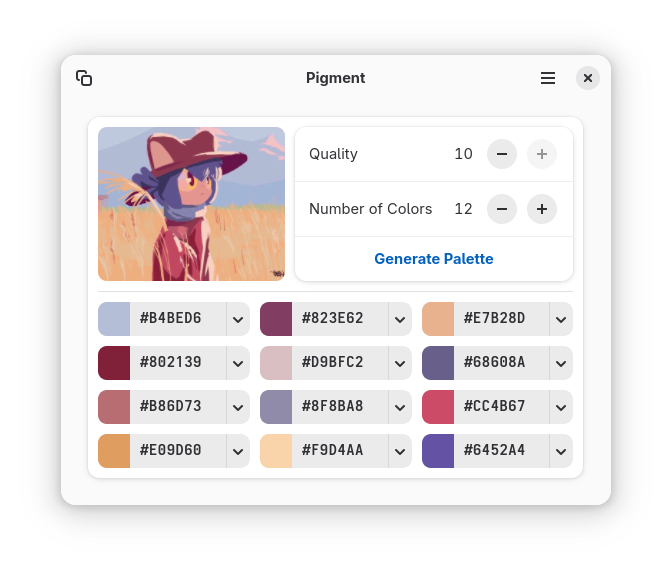 Pigment
Quality 10
Number of Colors 12
Generate Palette
#B4BED6 #823E62 #E7B28D
#802139 #D9BFC2 #68608A
#B86D73 #8F8BA8 #CC4B67
#E09D60 #F9D4AA #6452A4